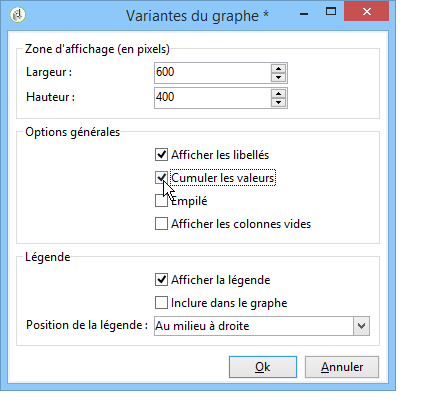 Variantes du graphe *
Zone d'affichage (en pixels)
Largeur : 600
Hauteur : 400
Options générales
Afficher les libellés
Cumuler les valeurs
Empilé
Afficher les colonnes vides
Légende
Afficher la légende
Inclure dans le graphe
Position de la légende : Au milieu à droite
Ok Annuler